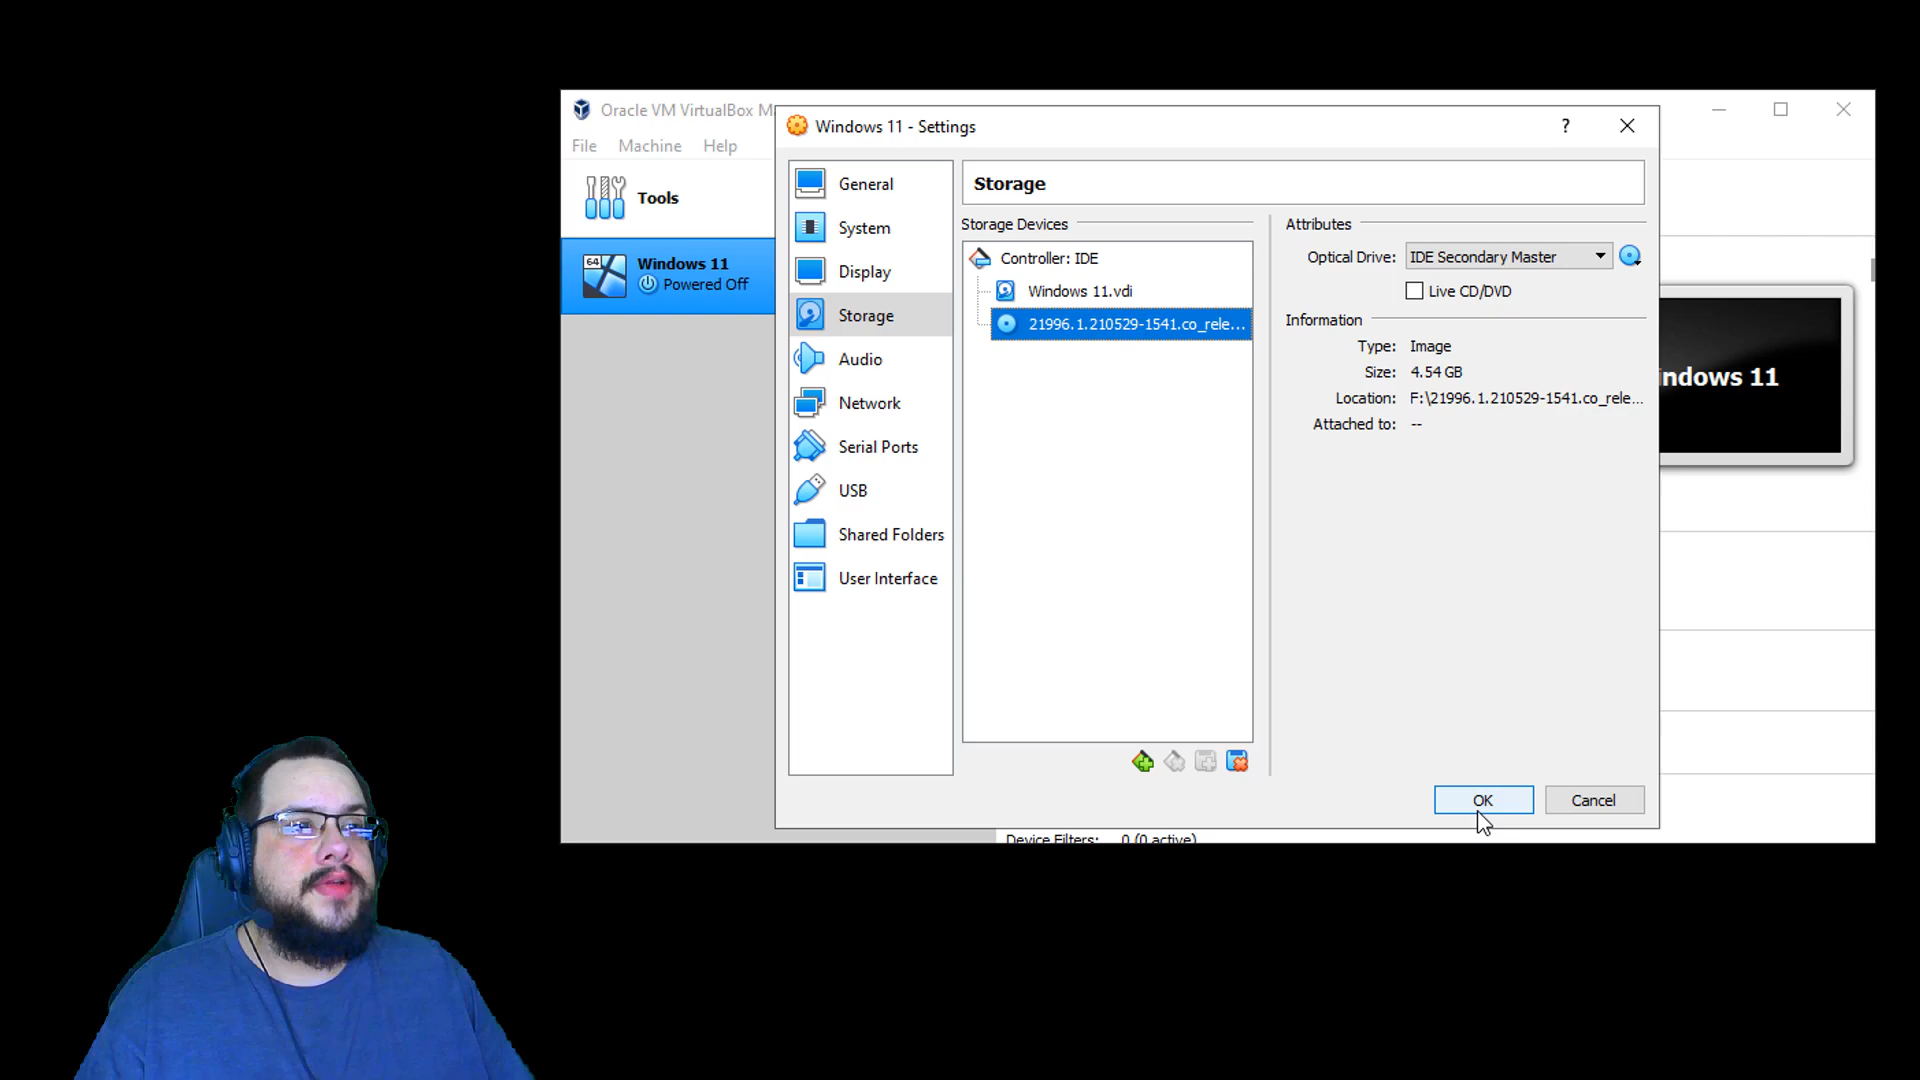 Oracle VM VirtualBox M
Windows 11 - Settings
?
File Machine Help
Tools
64
Windows 11
Powered Off
General
System
Display
Storage
Audio
Network
Serial Ports
USB
Shared Folders
User Interface
Storage
Storage Devices
Controller: IDE
Windows 11.vdi
21996.1.210529-1541.co_rele...
Attributes
Optical Drive: IDE Secondary Master
Live CD/DVD
Information
Type: Image
Size: 4.54 GB
Location: F:\21996.1.210529-1541.co_rele...
Attached to: --
indows 11
OK Cancel
Device Filters: 0 (0 active)